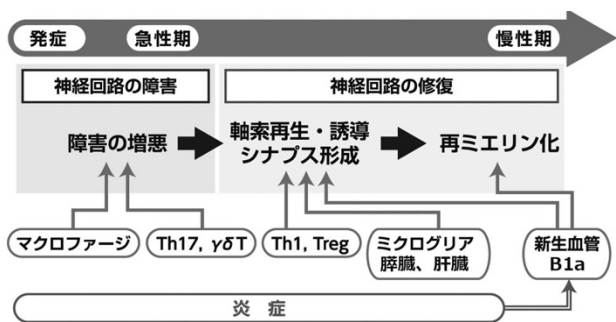 発症
急性期
慢性期
神経回路の障害
神経回路の修復
障害の増悪
軸索再生・誘導
シナプス形成
再ミエリン化
マクロファージ
Th17, γδT
Th1, Treg
ミクログリア
膵臓、肝臓
新生血管
B1a
炎 症